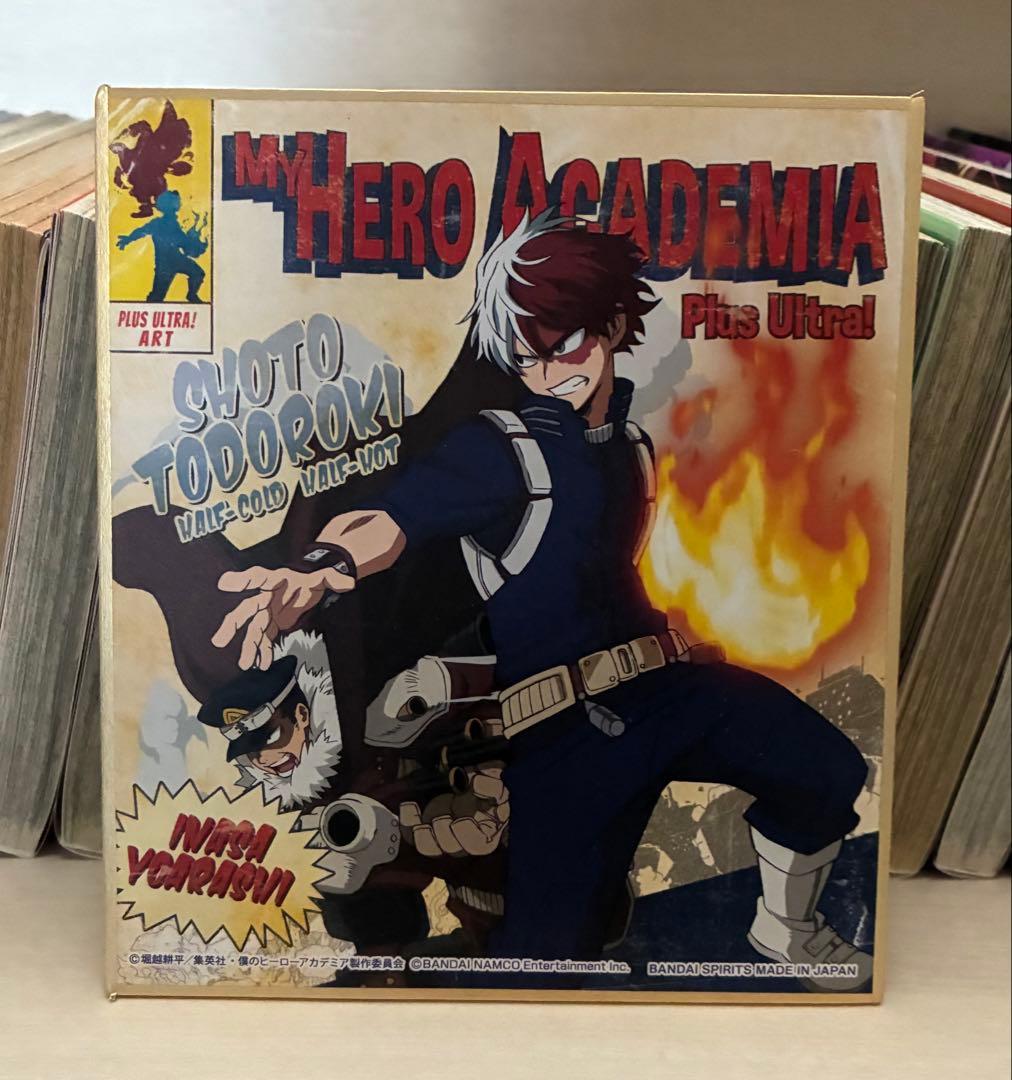 MY HERO ACADEMIA
Plus Ultra!
PLUS ULTRA!
ART
SHOTO
TODOROKI
HALF-COLD HALF-HOT
INASA
YOARASHI
©堀越耕平/集英社・僕のヒーローアカデミア製作委員会 ©BANDAI NAMCO Entertainment Inc. BANDAI SPIRITS MADE IN JAPAN